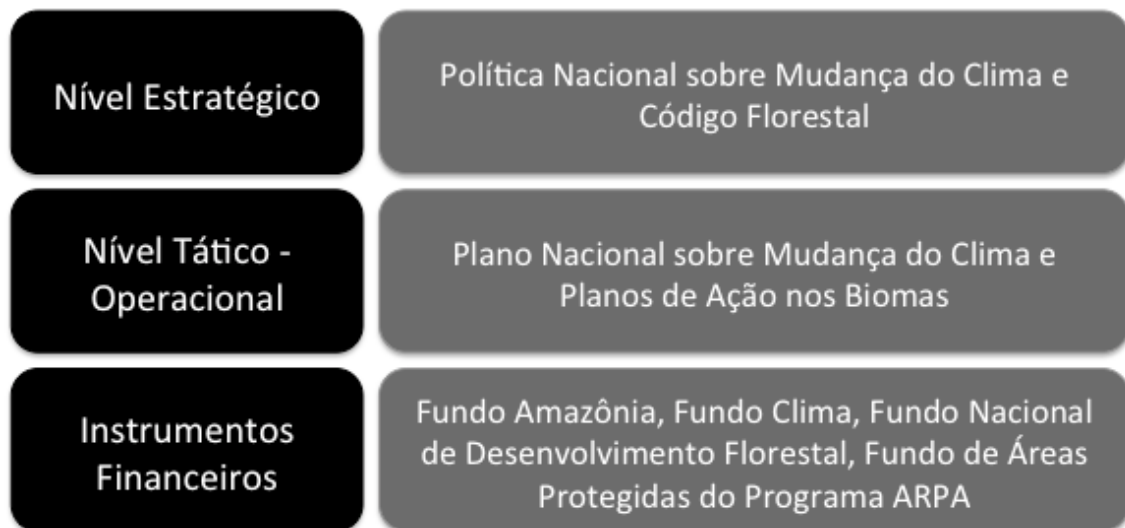 Nível Estratégico
Política Nacional sobre Mudança do Clima e
Código Florestal
Nível Tático -
Operacional
Plano Nacional sobre Mudança do Clima e
Planos de Ação nos Biomas
Instrumentos
Financeiros
Fundo Amazônia, Fundo Clima, Fundo Nacional
de Desenvolvimento Florestal, Fundo de Áreas
Protegidas do Programa ARPA